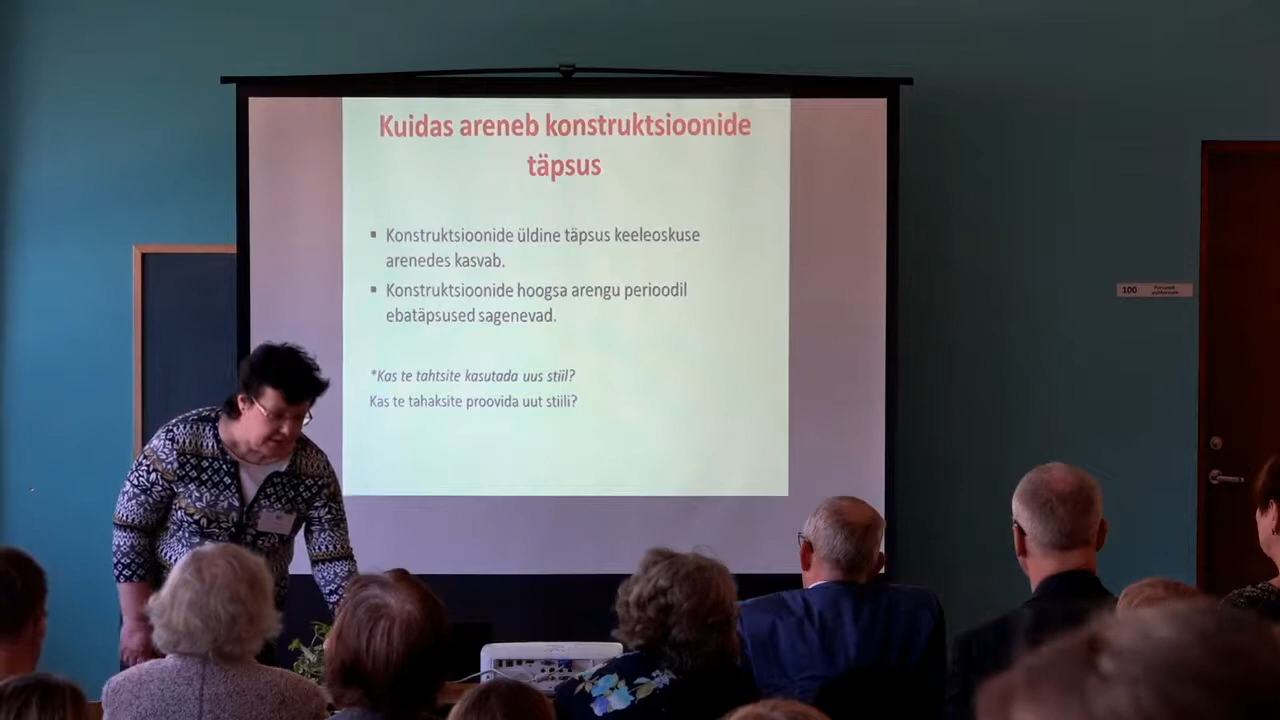 Kuidas areneb konstruktsioonide
täpsus
▪ Konstruktsioonide üldine täpsus keeleoskuse
arenedes kasvab.
▪ Konstruktsioonide hoogsa arengu perioodil
ebatäpsused sagenevad.
*Kas te tahtsite kasutada uus stiil?
Kas te tahaksite proovida uut stiili?
100